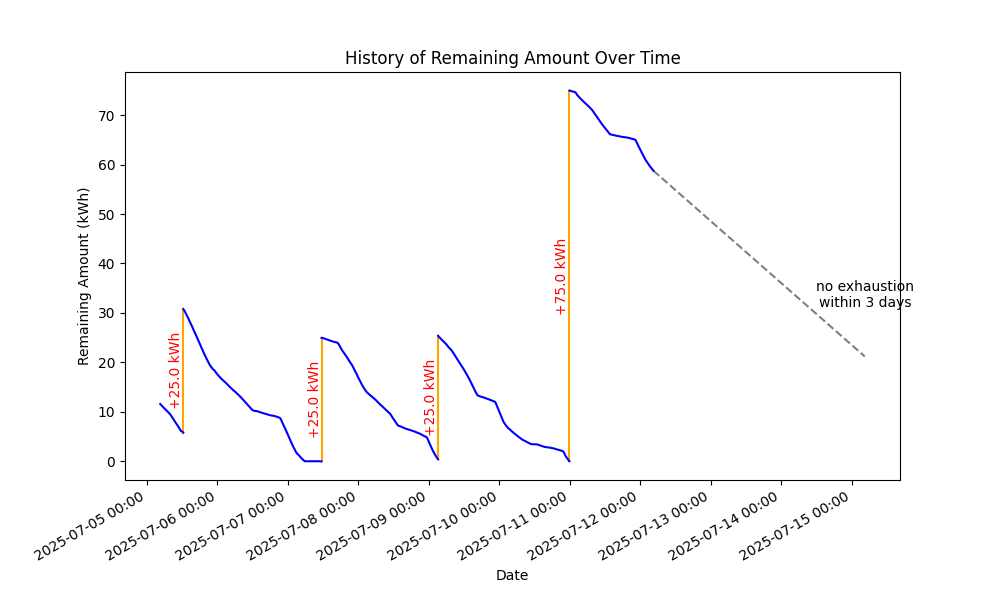 History of Remaining Amount Over Time
Remaining Amount (kWh)
70
60
50
40
30
20
10
0
+25.0 kWh
+25.0 kWh
+25.0 kWh
+75.0 kWh
no exhaustion
within 3 days
2025-07-05 00:00
2025-07-06 00:00
2025-07-07 00:00
2025-07-08 00:00
2025-07-09 00:00
2025-07-10 00:00
2025-07-11 00:00
2025-07-12 00:00
2025-07-13 00:00
2025-07-14 00:00
2025-07-15 00:00
Date